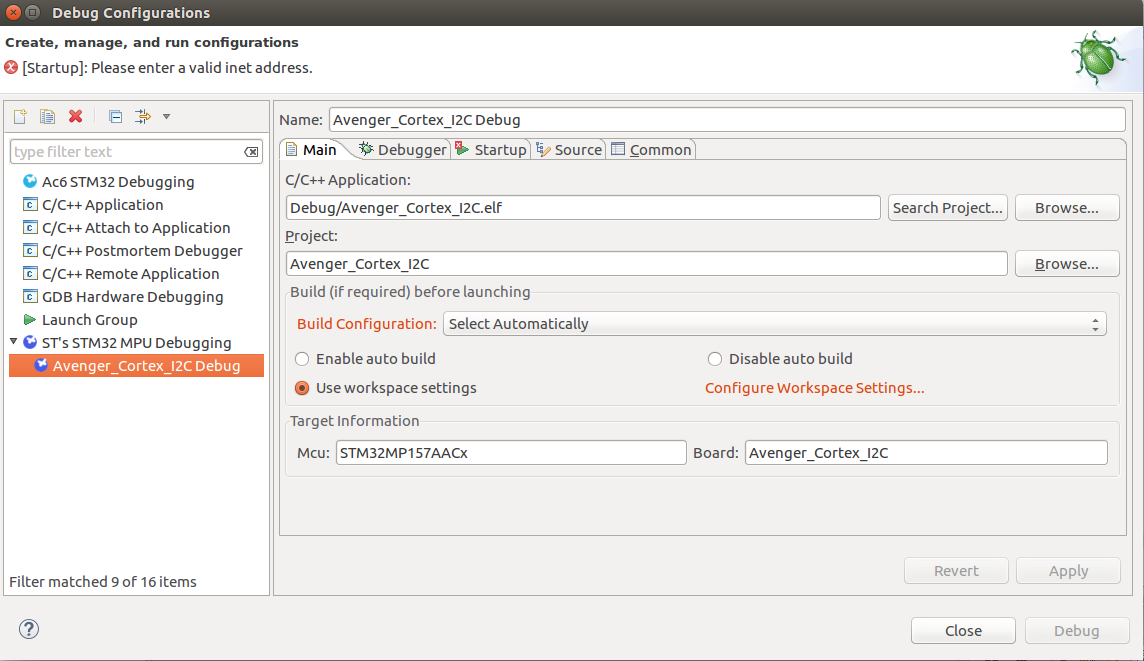 Debug Configurations
Create, manage, and run configurations
[Startup]: Please enter a valid inet address.
type filter text
Ac6 STM32 Debugging
C/C++ Application
C/C++ Attach to Application
C/C++ Postmortem Debugger
C/C++ Remote Application
GDB Hardware Debugging
Launch Group
ST's STM32 MPU Debugging
Avenger_Cortex_I2C Debug
Filter matched 9 of 16 items
Name: Avenger_Cortex_I2C Debug
Main Debugger Startup Source Common
C/C++ Application:
Debug/Avenger_Cortex_I2C.elf Search Project... Browse...
Project:
Avenger_Cortex_I2C Browse...
Build (if required) before launching
Build Configuration: Select Automatically
Enable auto build Disable auto build
Use workspace settings Configure Workspace Settings...
Target Information
Mcu: STM32MP157AACx Board: Avenger_Cortex_I2C
Revert Apply
? Close Debug